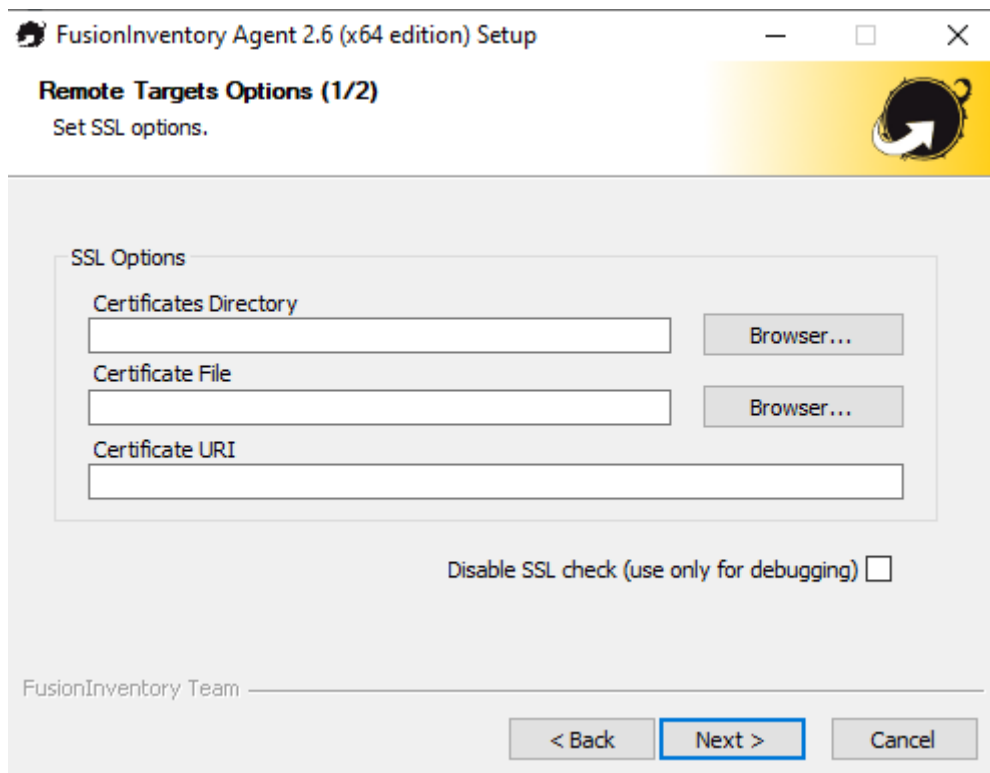 FusionInventory Agent 2.6 (x64 edition) Setup
Remote Targets Options (1/2)
Set SSL options.
SSL Options
Certificates Directory
Browser...
Certificate File
Browser...
Certificate URI
Disable SSL check (use only for debugging)
FusionInventory Team
< Back Next > Cancel